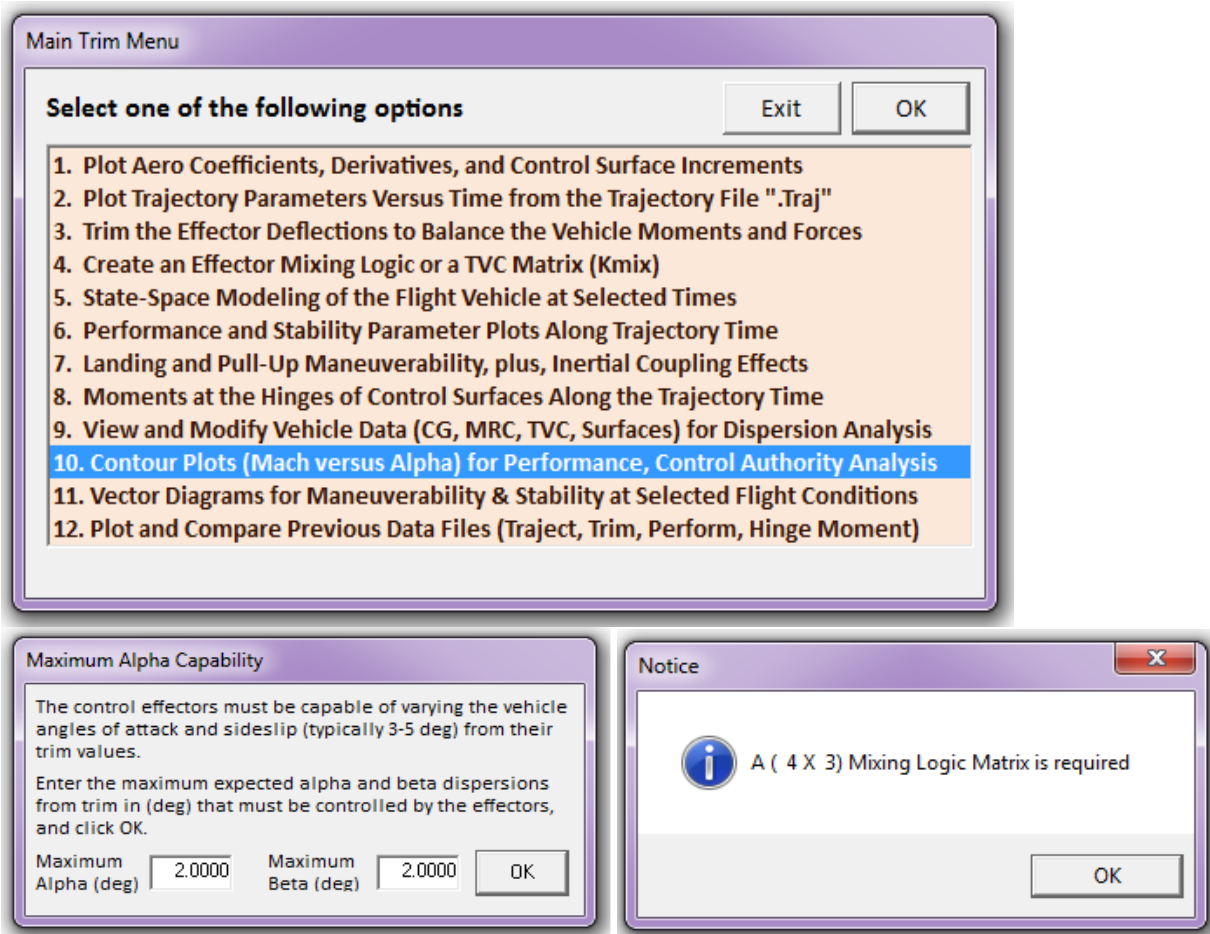 Main Trim Menu
Select one of the following options
Exit
OK
1. Plot Aero Coefficients, Derivatives, and Control Surface Increments
2. Plot Trajectory Parameters Versus Time from the Trajectory File ".Traj"
3. Trim the Effector Deflections to Balance the Vehicle Moments and Forces
4. Create an Effector Mixing Logic or a TVC Matrix (Kmix)
5. State-Space Modeling of the Flight Vehicle at Selected Times
6. Performance and Stability Parameter Plots Along Trajectory Time
7. Landing and Pull-Up Maneuverability, plus, Inertial Coupling Effects
8. Moments at the Hinges of Control Surfaces Along the Trajectory Time
9. View and Modify Vehicle Data (CG, MRC, TVC, Surfaces) for Dispersion Analysis
10. Contour Plots (Mach versus Alpha) for Performance, Control Authority Analysis
11. Vector Diagrams for Maneuverability & Stability at Selected Flight Conditions
12. Plot and Compare Previous Data Files (Traject, Trim, Perform, Hinge Moment)
Maximum Alpha Capability
The control effectors must be capable of varying the vehicle
angles of attack and sideslip (typically 3-5 deg) from their
trim values.
Enter the maximum expected alpha and beta dispersions
from trim in (deg) that must be controlled by the effectors,
and click OK.
Maximum
Alpha (deg)
2.0000
Maximum
Beta (deg)
2.0000
OK
Notice
A ( 4 X 3) Mixing Logic Matrix is required
OK